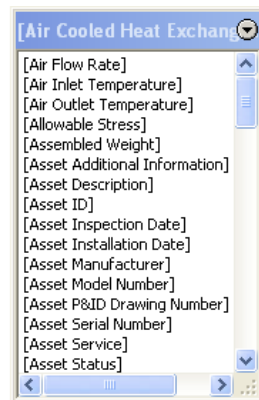 [Air Cooled Heat Exchang
[Air Flow Rate]
[Air Inlet Temperature]
[Air Outlet Temperature]
[Allowable Stress]
[Assembled Weight]
[Asset Additional Information]
[Asset Description]
[Asset ID]
[Asset Inspection Date]
[Asset Installation Date]
[Asset Manufacturer]
[Asset Model Number]
[Asset P&ID Drawing Number]
[Asset Serial Number]
[Asset Service]
[Asset Status]